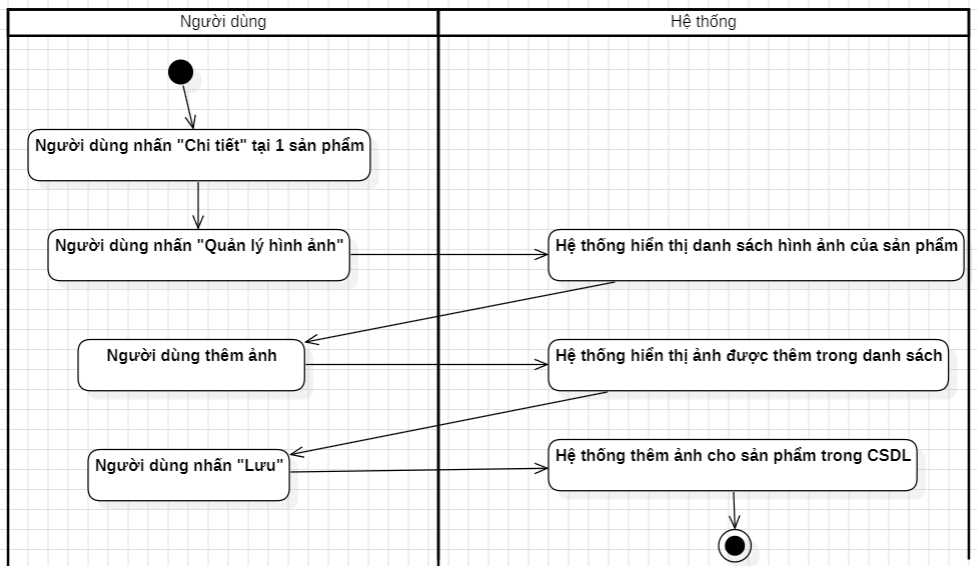 Người dùng
Hệ thống
Người dùng nhấn "Chi tiết" tại 1 sản phẩm
Người dùng nhấn "Quản lý hình ảnh"
Hệ thống hiển thị danh sách hình ảnh của sản phẩm
Người dùng thêm ảnh
Hệ thống hiển thị ảnh được thêm trong danh sách
Người dùng nhấn "Lưu"
Hệ thống thêm ảnh cho sản phẩm trong CSDL